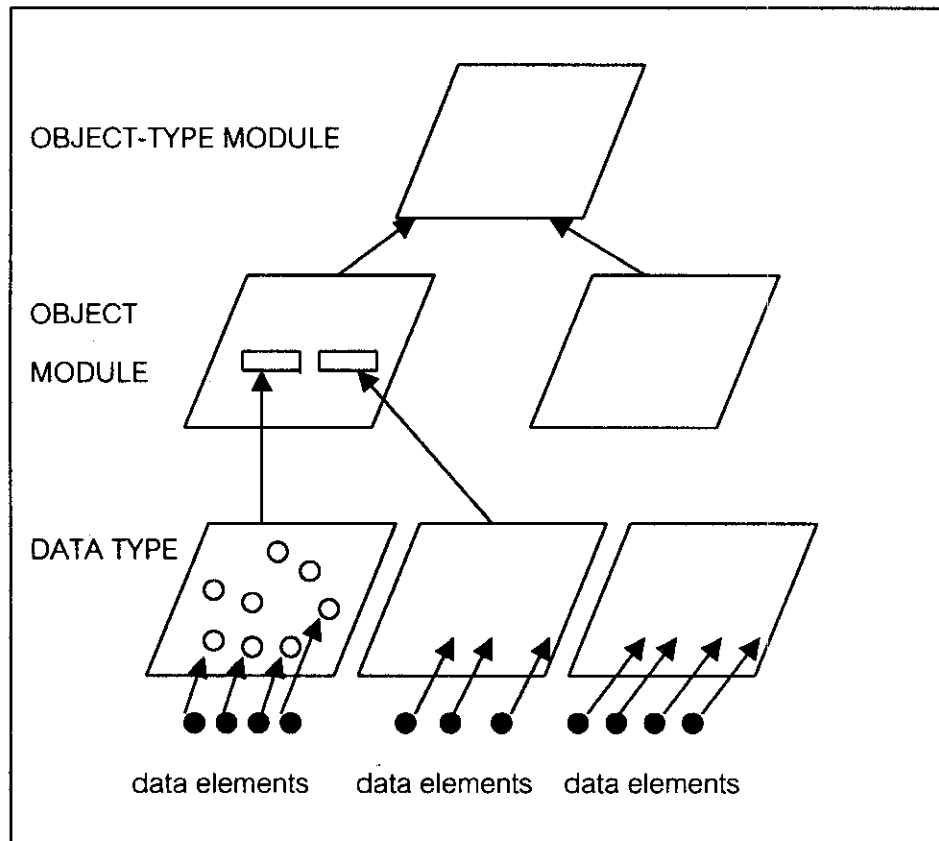 OBJECT-TYPE MODULE
OBJECT
MODULE
DATA TYPE
data elements data elements data elements